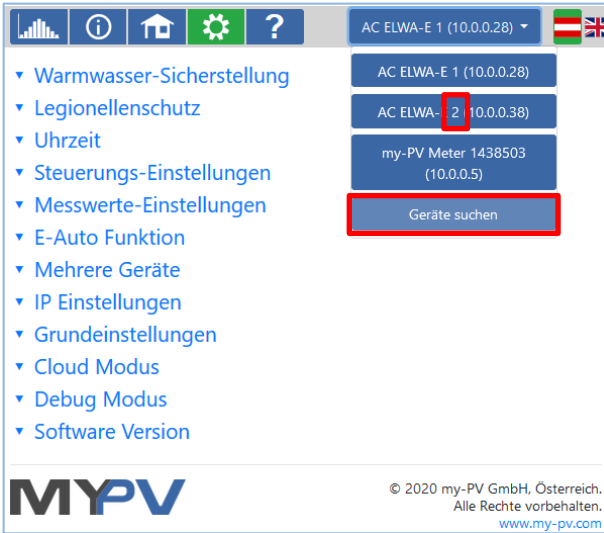 ?
AC ELWA-E 1 (10.0.0.28)
AC ELWA-E 1 (10.0.0.28)
AC ELWA- 2 (10.0.0.38)
my-PV Meter 1438503
(10.0.0.5)
Geräte suchen
Warmwasser-Sicherstellung
Legionellenschutz
Uhrzeit
Steuerungs-Einstellungen
Messwerte-Einstellungen
E-Auto Funktion
Mehrere Geräte
IP Einstellungen
Grundeinstellungen
Cloud Modus
Debug Modus
Software Version
MYPV
© 2020 my-PV GmbH, Österreich.
Alle Rechte vorbehalten.
www.my-pv.com